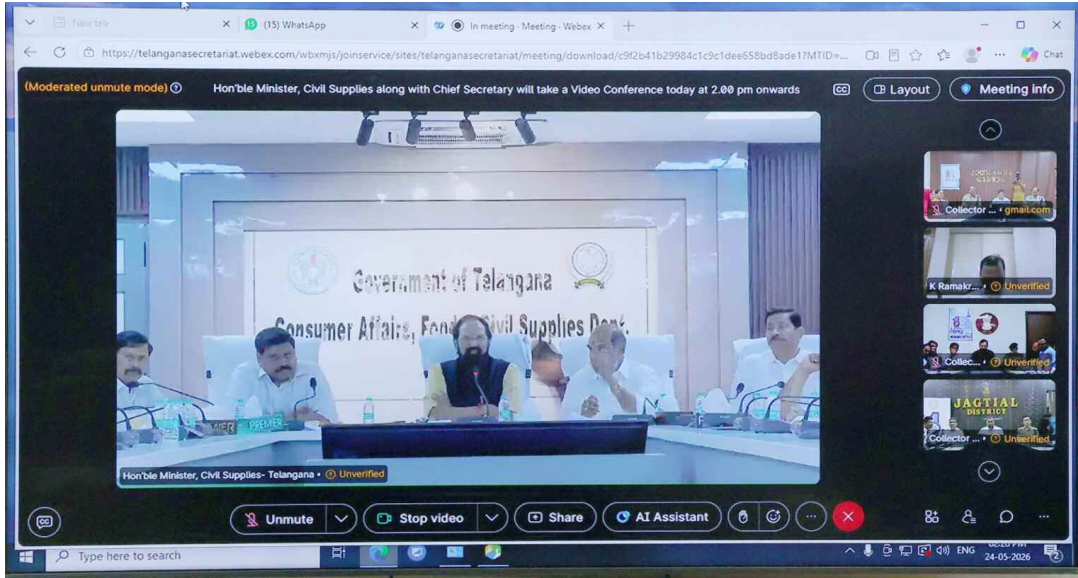 New tab
(15) WhatsApp
In meeting - Meeting - Webex
https://telanganasecretariat.webex.com/wbxmjs/joinservice/sites/telanganasecretariat/meeting/download/c9f2b41b29984c1c9c1dee658bd8ade1?MTID=...
Chat
(Moderated unmute mode)
Hon'ble Minister, Civil Supplies along with Chief Secretary will take a Video Conference today at 2.00 pm onwards
CC
Layout
Meeting info
Government of Telangana
Consumer Affairs, Food Civil Supplies Dept.
PREMIER
Hon'ble Minister, Civil Supplies- Telangana • Unverified
Collector ... • gmail.com
K Ramakr... • Unverified
Collec... • Unverified
JAGTIAL
DISTRICT
Collector ... • Unverified
CC
Unmute
Stop video
Share
AI Assistant
Type here to search
ENG
24-05-2026
2